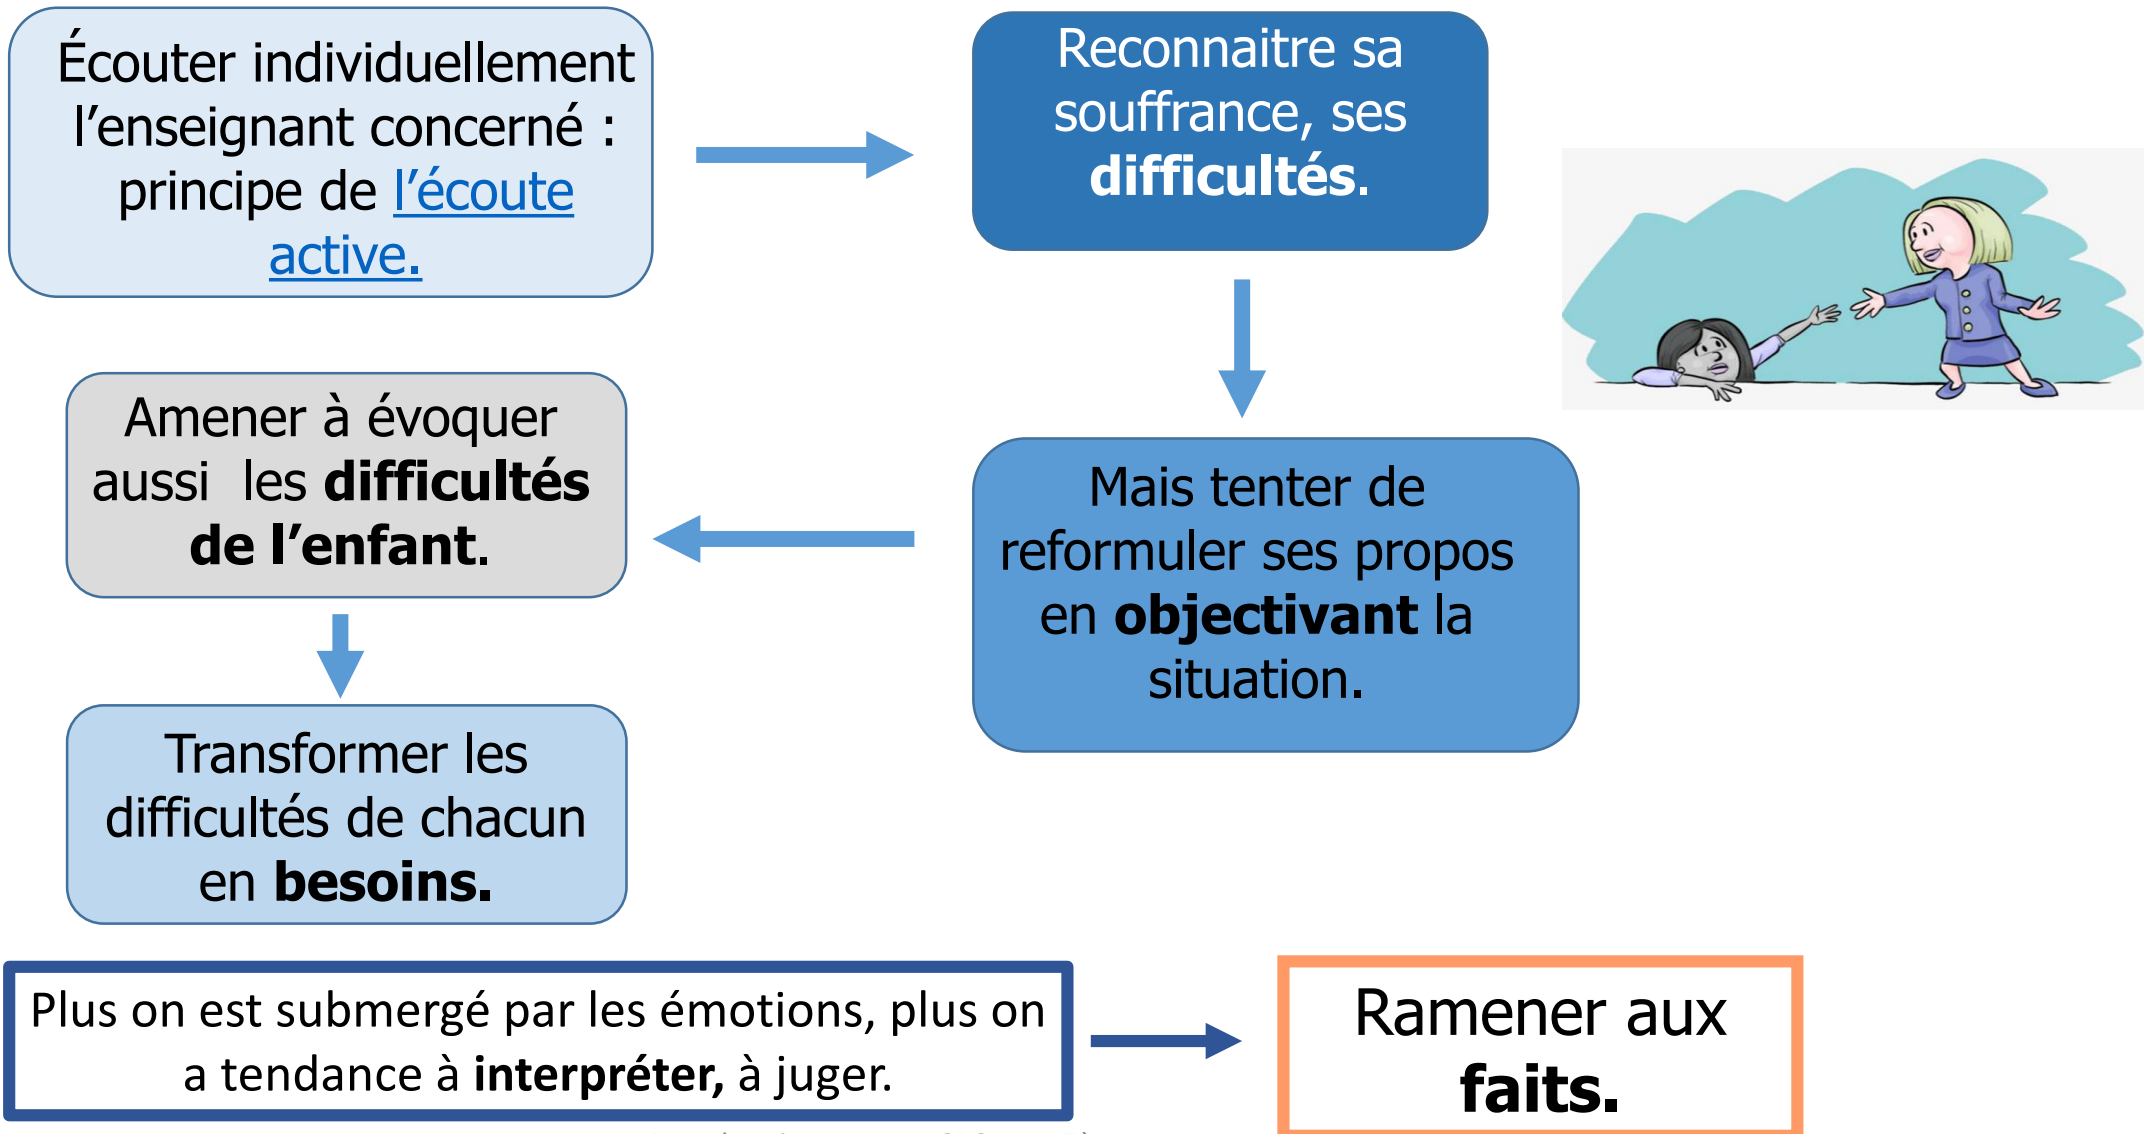 Écouter individuellement
l’enseignant concerné :
principe de l’écoute
active.
Reconnaitre sa
souffrance, ses
difficultés.
Mais tenter de
reformuler ses propos
en objectivant la
situation.
Amener à évoquer
aussi les difficultés
de l’enfant.
Transformer les
difficultés de chacun
en besoins.
Plus on est submergé par les émotions, plus on
a tendance à interpréter, à juger.
Ramener aux
faits.